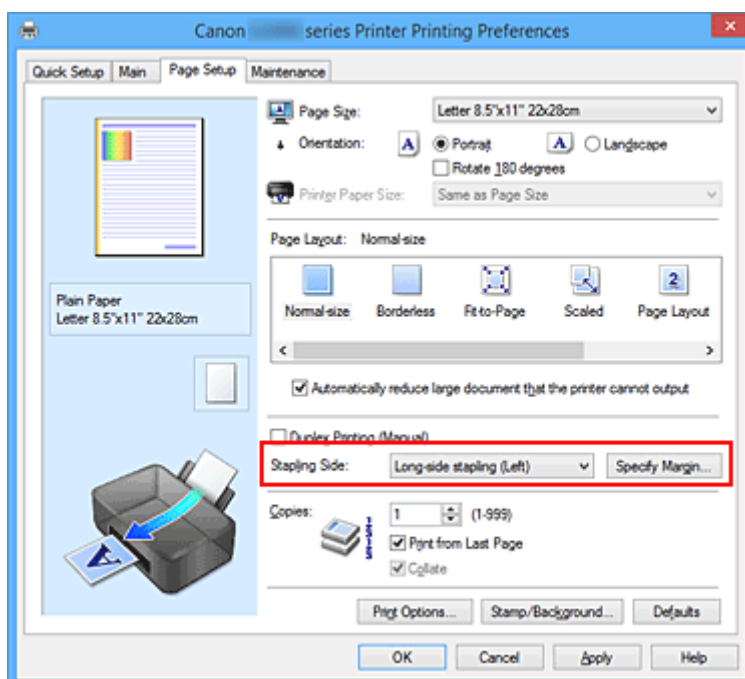 Canon series Printer Printing Preferences
Quick Setup Main Page Setup Maintenance
Page Size: Letter 8.5"x11" 22x28cm
Orientation: A Portrait A Landscape
Rotate 180 degrees
Printer Paper Size: Same as Page Size
Page Layout: Normal-size
2
Normal-size Borderless Fit-to-Page Scaled Page Layout
Plain Paper
Letter 8.5"x11" 22x28cm
Automatically reduce large document that the printer cannot output
Duplex Printing (Manual)
Stapling Side: Long-side stapling (Left) Specify Margin...
Copies: 1 (1-999)
Print from Last Page
Collate
A
Print Options... Stamp/Background... Defaults
OK Cancel Apply Help